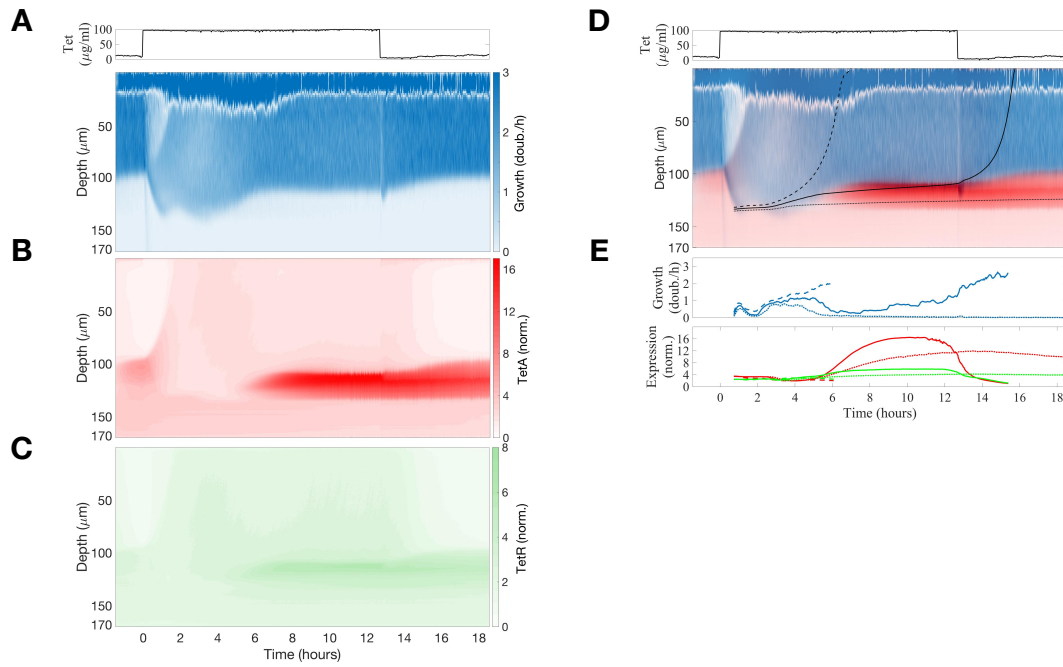 A
Tet
(μg/ml)
100
50
0
Depth (μm)
50
100
150
170
3
2
1
0
Growth (doub./h)
B
Depth (μm)
50
100
150
170
16
12
8
4
0
TetA (norm.)
C
Depth (μm)
50
100
150
170
8
6
4
2
0
TetR (norm.)
0 2 4 6 8 10 12 14 16 18
Time (hours)
D
Tet
(μg/ml)
100
50
0
Depth (μm)
50
100
150
170
E
Growth
(doub./h)
3
2
1
0
Expression
(norm.)
16
12
8
4
0
0 2 4 6 8 10 12 14 16 18
Time (hours)